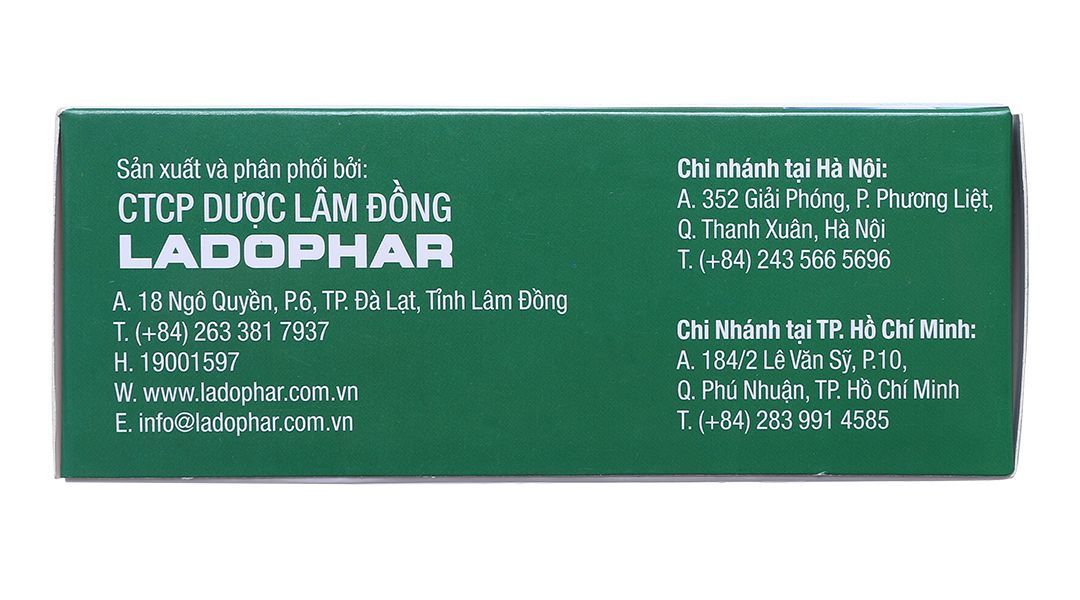 Sản xuất và phân phối bởi:
CTCP DƯỢC LÂM ĐỒNG
LADOPHAR
A. 18 Ngô Quyền, P.6, TP. Đà Lạt, Tỉnh Lâm Đồng
T. (+84) 263 381 7937
H. 19001597
W. www.ladophar.com.vn
E. info@ladophar.com.vn
Chi nhánh tại Hà Nội:
A. 352 Giải Phóng, P. Phương Liệt,
Q. Thanh Xuân, Hà Nội
T. (+84) 243 566 5696
Chi Nhánh tại TP. Hồ Chí Minh:
A. 184/2 Lê Văn Sỹ, P.10,
Q. Phú Nhuận, TP. Hồ Chí Minh
T. (+84) 283 991 4585